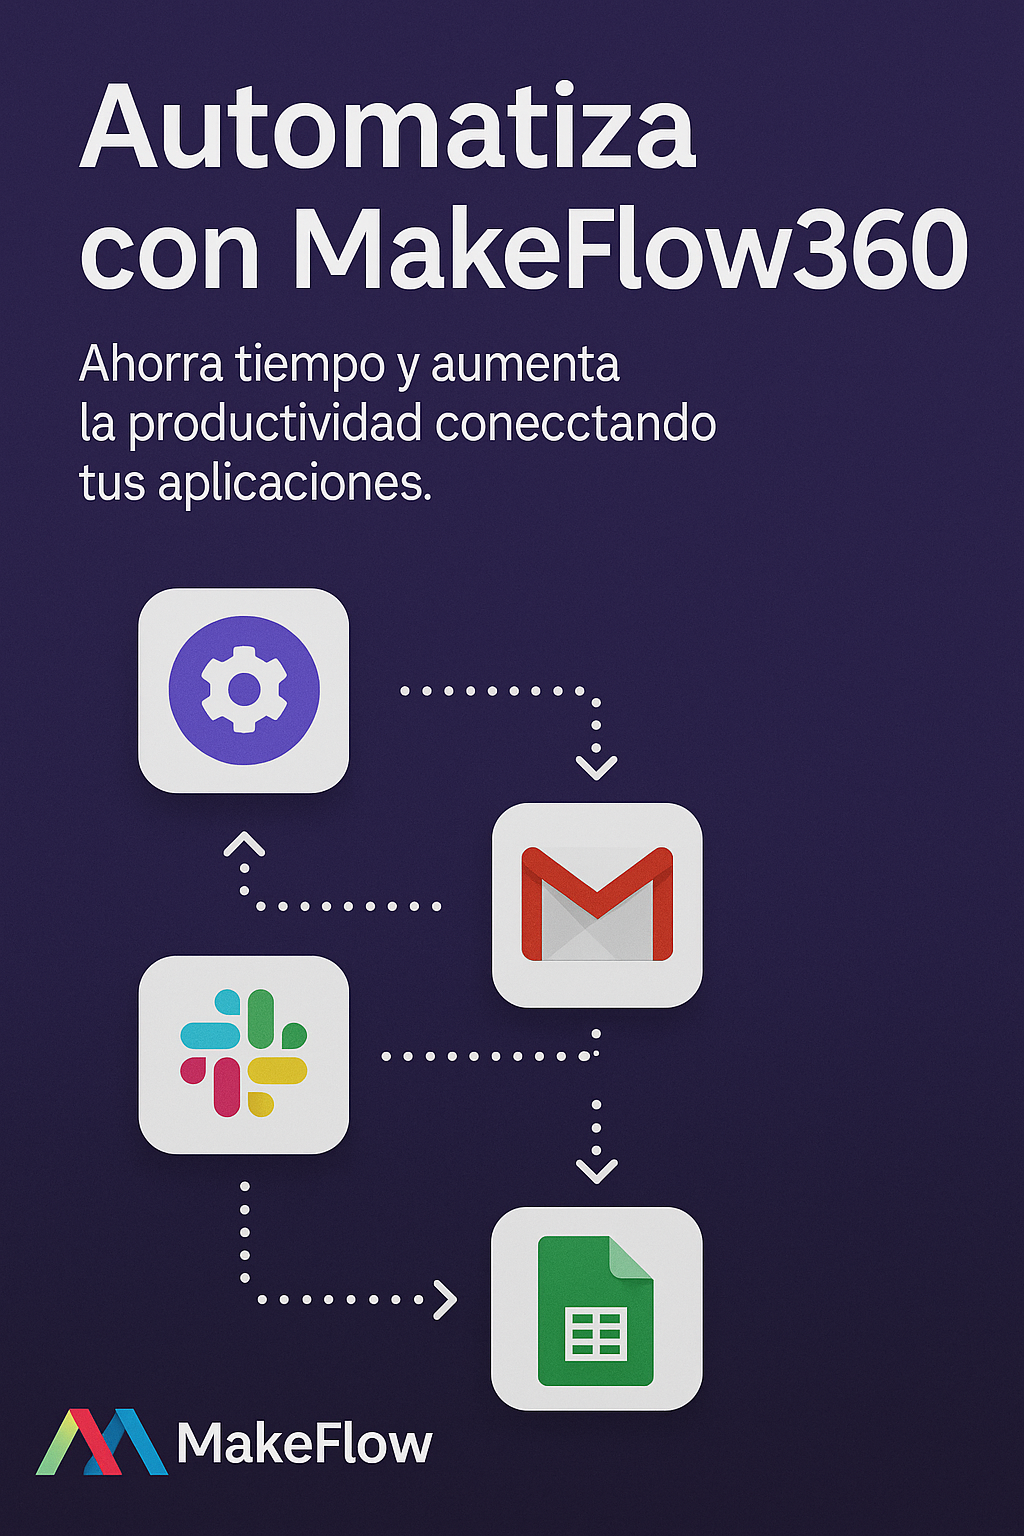 Automatiza
con MakeFlow360
Ahorra tiempo y aumenta
la productividad conecctando
tus aplicaciones.
MakeFlow